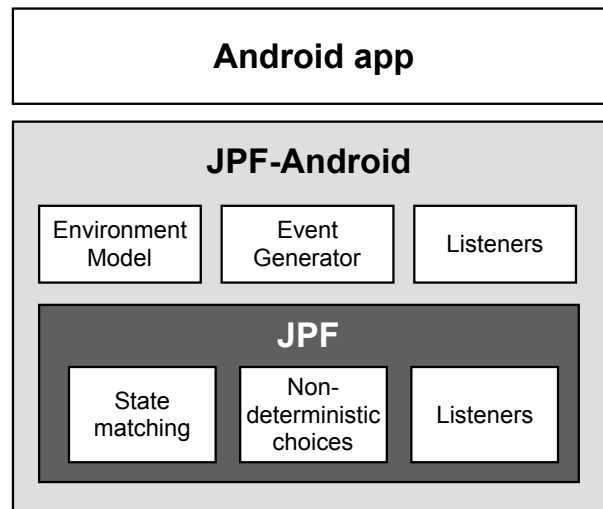 Android app
JPF-Android
Environment
Model
Event
Generator
Listeners
JPF
State
matching
Non-
deterministic
choices
Listeners